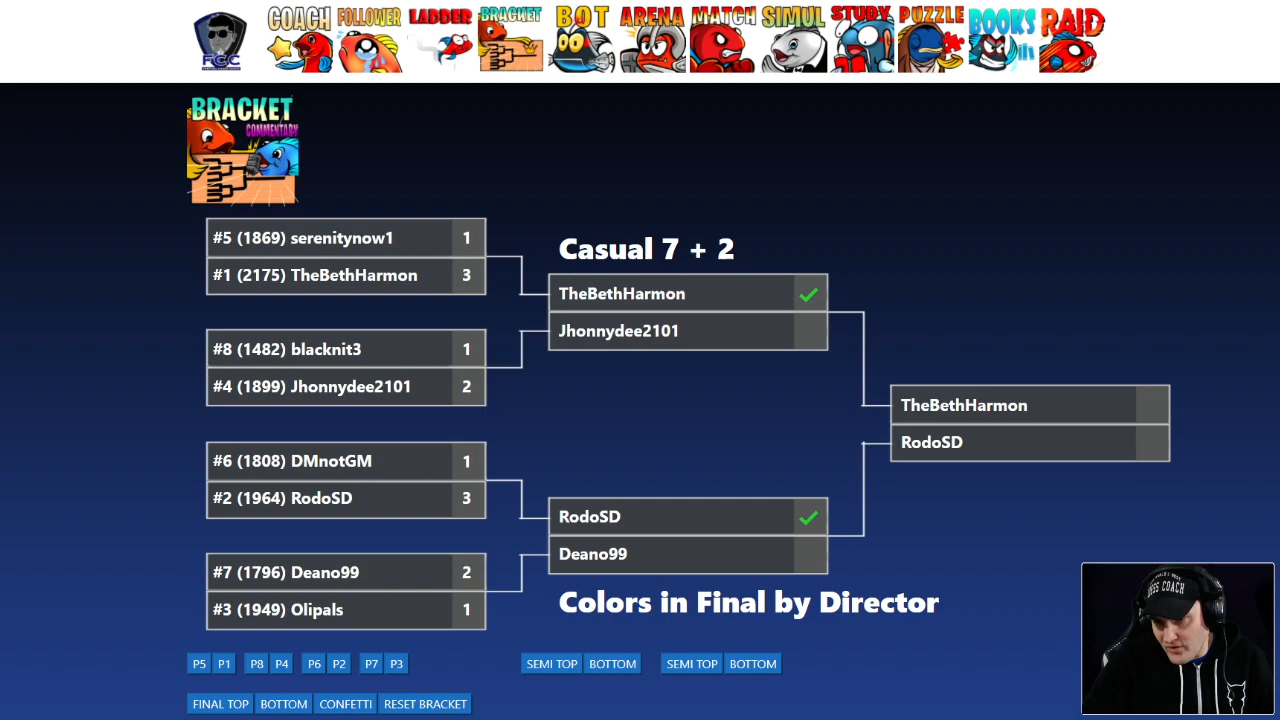 FCC
COACH
FOLLOWER
LADDER
BRACKET
BOT
ARENA
MATCH
SIMUL
STUDY
PUZZLE
BOOKS
RAID
BRACKET
COMMENTARY
#5 (1869) serenitynow1 1
#1 (2175) TheBethHarmon 3
#8 (1482) blacknit3 1
#4 (1899) Jhonnydee2101 2
#6 (1808) DMnotGM 1
#2 (1964) RodoSD 3
#7 (1796) Deano99 2
#3 (1949) Olipals 1
Casual 7 + 2
TheBethHarmon
Jhonnydee2101
RodoSD
Deano99
Colors in Final by Director
TheBethHarmon
RodoSD
P5 P1 P8 P4 P6 P2 P7 P3 SEMI TOP BOTTOM SEMI TOP BOTTOM
FINAL TOP BOTTOM CONFETTI RESET BRACKET
CHESS COACH